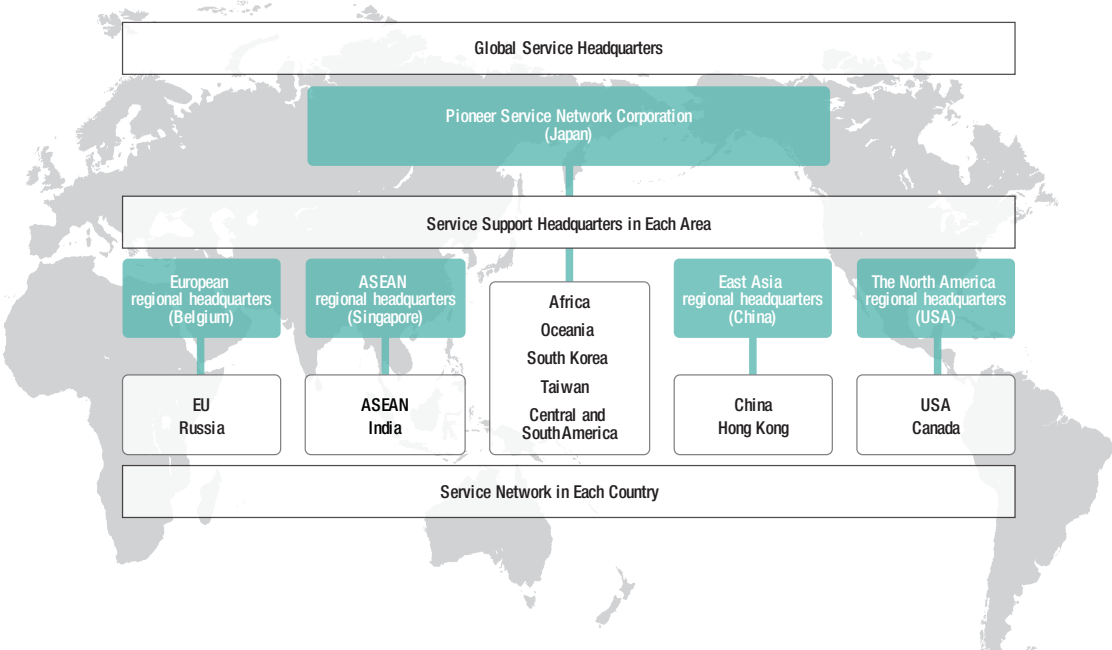 Global Service Headquarters
Pioneer Service Network Corporation
(Japan)
Service Support Headquarters in Each Area
European
regional headquarters
(Belgium)
ASEAN
regional headquarters
(Singapore)
East Asia
regional headquarters
(China)
The North America
regional headquarters
(USA)
EU
Russia
ASEAN
India
Africa
Oceania
South Korea
Taiwan
Central and
South America
China
Hong Kong
USA
Canada
Service Network in Each Country